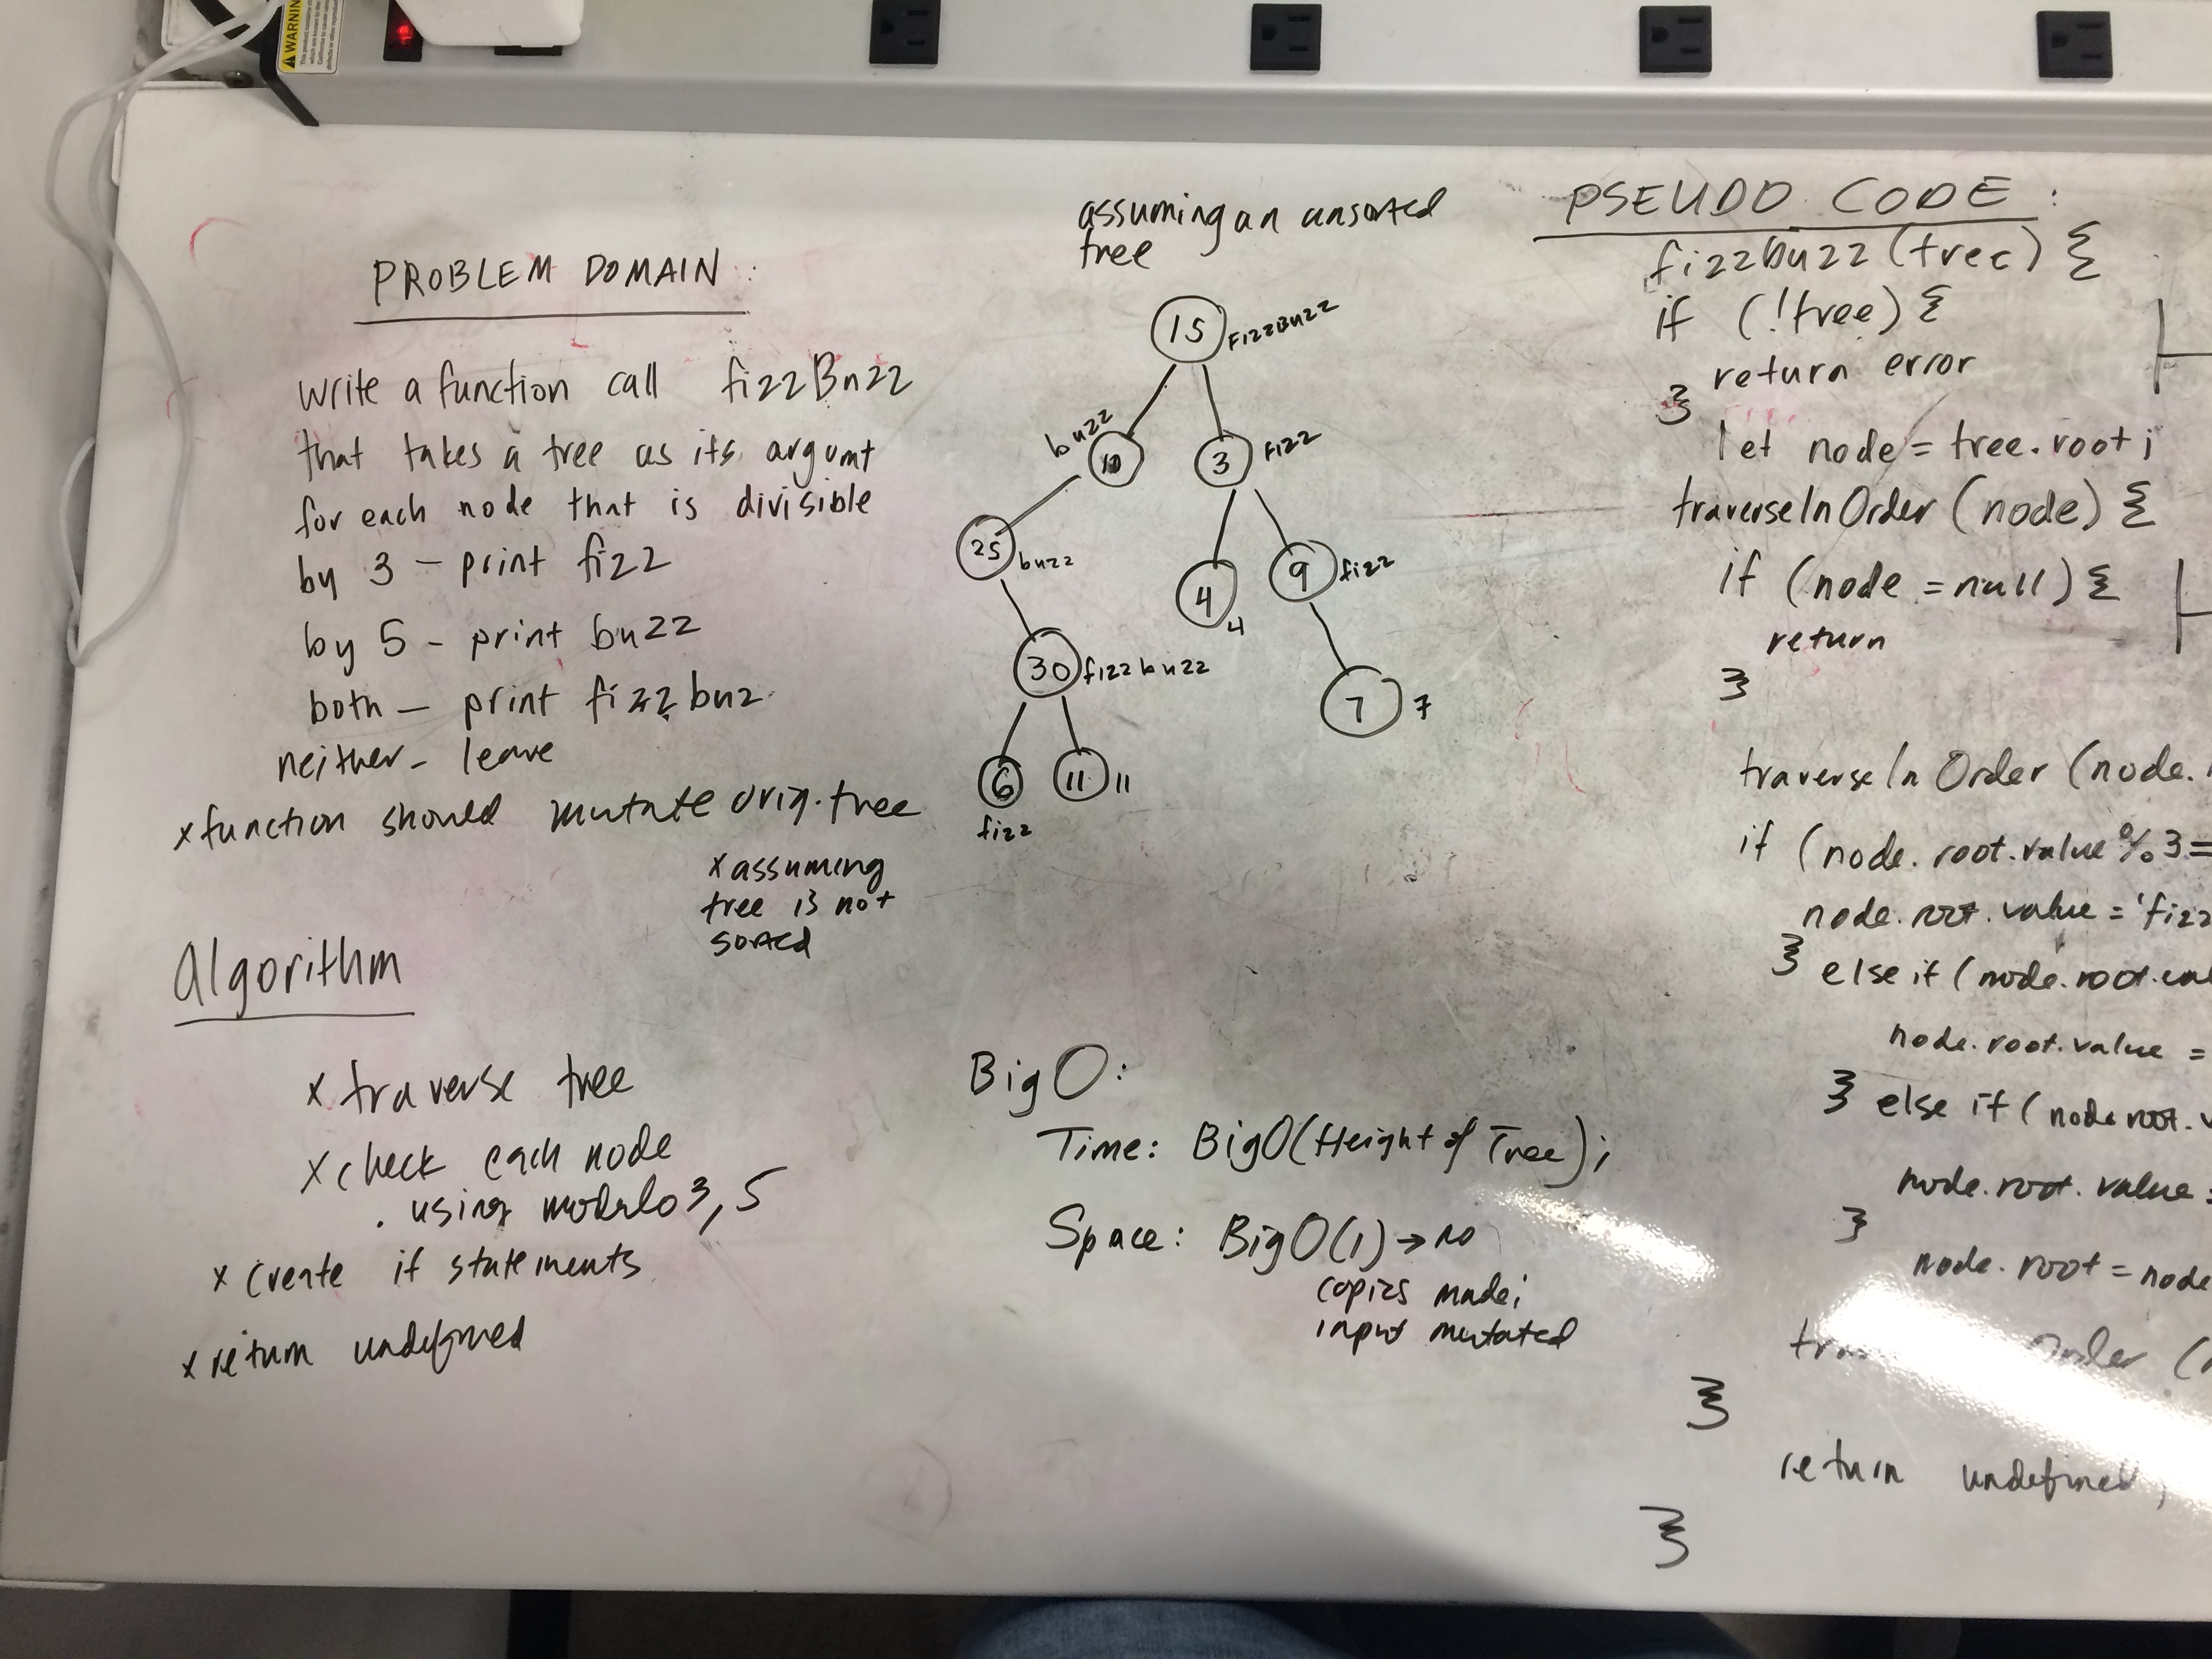 PROBLEM DOMAIN:
Write a function call fizzBuzz
that takes a tree as its argumt
for each node that is divisible
by 3 - print fizz
by 5 - print buzz
both - print fizzbuz
neither - leave
x function should mutate orig. tree
x assuming
tree is not
sorted
algorithm
x traverse tree
x check each node
. using modulo 3, 5
x create if statements
x return undefined
assuming an unsorted
tree
15 FizzBuzz
buzz 10
3 fizz
25 buzz
4 4
9 fizz
30 fizzbuzz
7 7
6 fizz
11 11
Big O:
Time: BigO(Height of Tree);
Space: BigO(1) → no
copies made;
input mutated
PSEUDO CODE:
fizzbuzz(tree) {
if (!tree) {
return error
}
let node = tree.root;
traverseInOrder(node) {
if (node = null) {
return
}
traverseInOrder(node.
if (node.root.value % 3 =
node.root.value = 'fizz
} else if (node.root.val
node.root.value =
} else if (node.root.v
node.root.value =
}
node.root = node
}
return undefined;
}
WARNIN